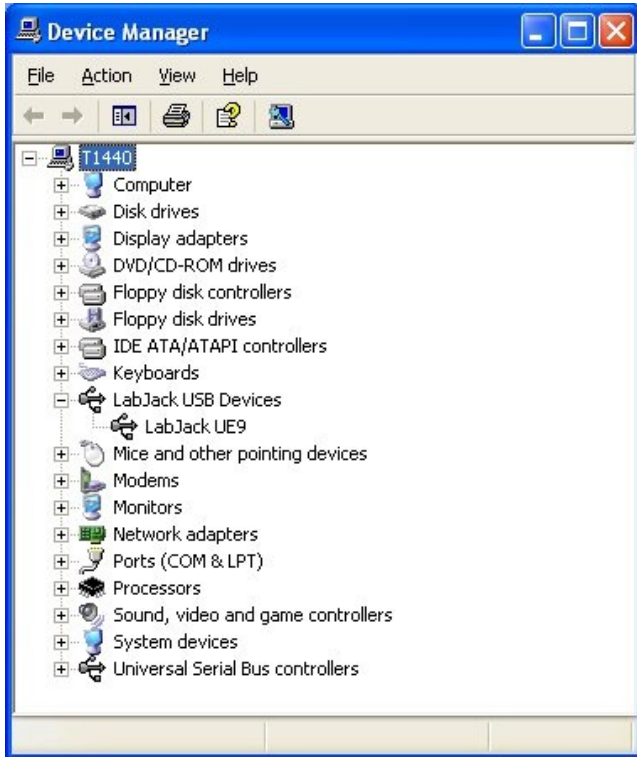 Device Manager
File Action View Help
T1440
Computer
Disk drives
Display adapters
DVD/CD-ROM drives
Floppy disk controllers
Floppy disk drives
IDE ATA/ATAPI controllers
Keyboards
LabJack USB Devices
LabJack UE9
Mice and other pointing devices
Modems
Monitors
Network adapters
Ports (COM & LPT)
Processors
Sound, video and game controllers
System devices
Universal Serial Bus controllers